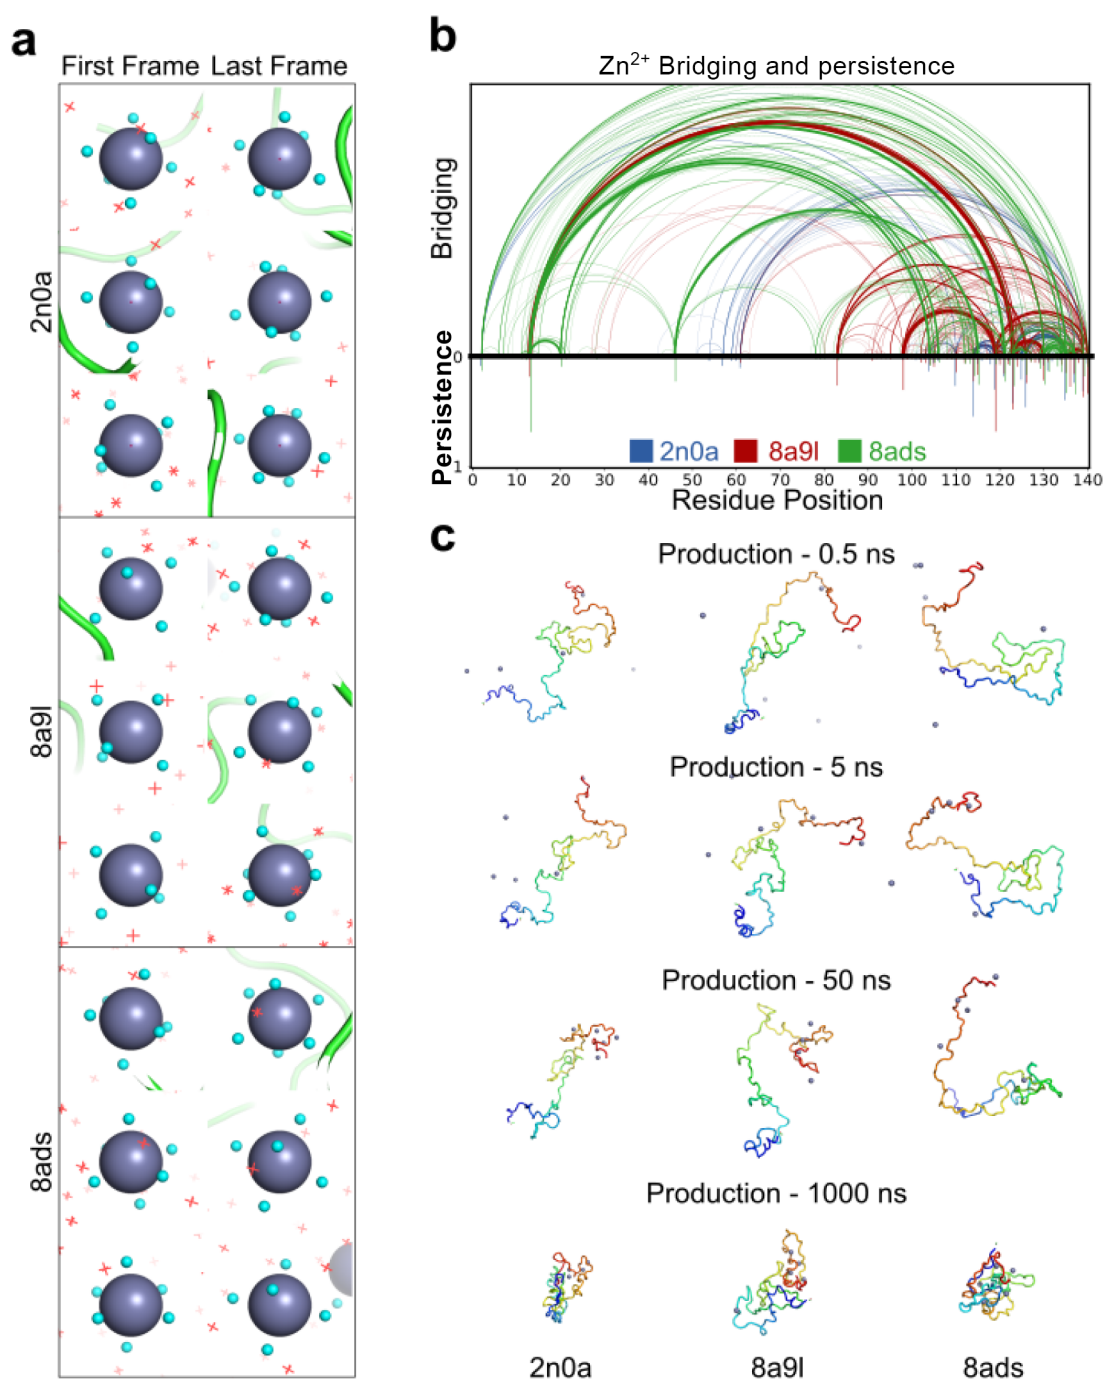 a
First Frame Last Frame
2n0a
8a9l
8ads
b
Zn2+ Bridging and persistence
Bridging
Persistence
0
1
2n0a 8a9l 8ads
0 10 20 30 40 50 60 70 80 90 100 110 120 130 140
Residue Position
c
Production - 0.5 ns
Production - 5 ns
Production - 50 ns
Production - 1000 ns
2n0a 8a9l 8ads